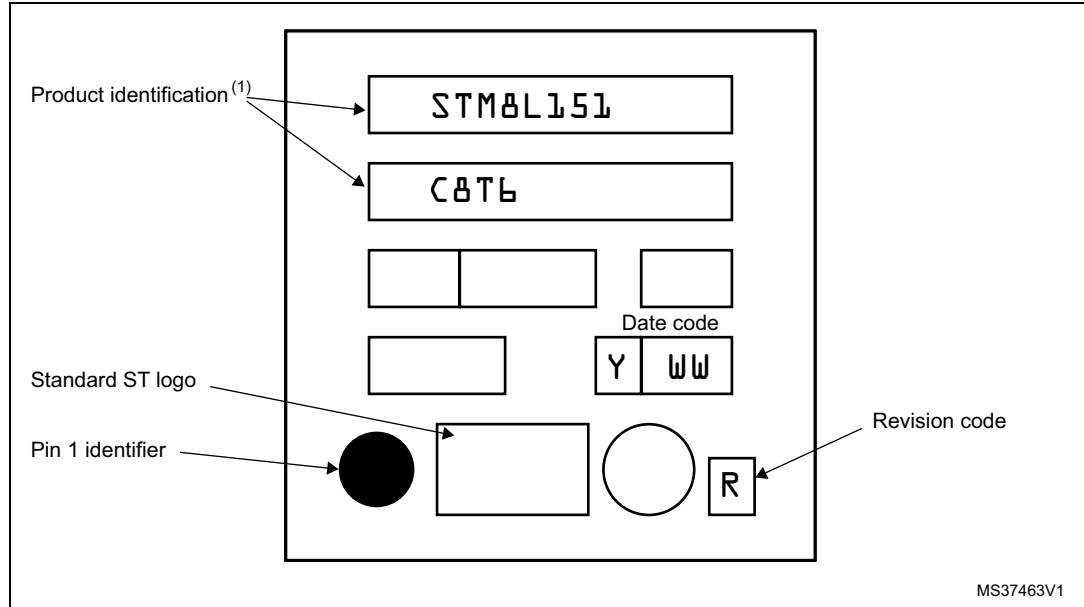 Product identification(1)
STM8L151
C8T6
Date code
Y WW
Standard ST logo
Pin 1 identifier
Revision code
R
MS37463V1